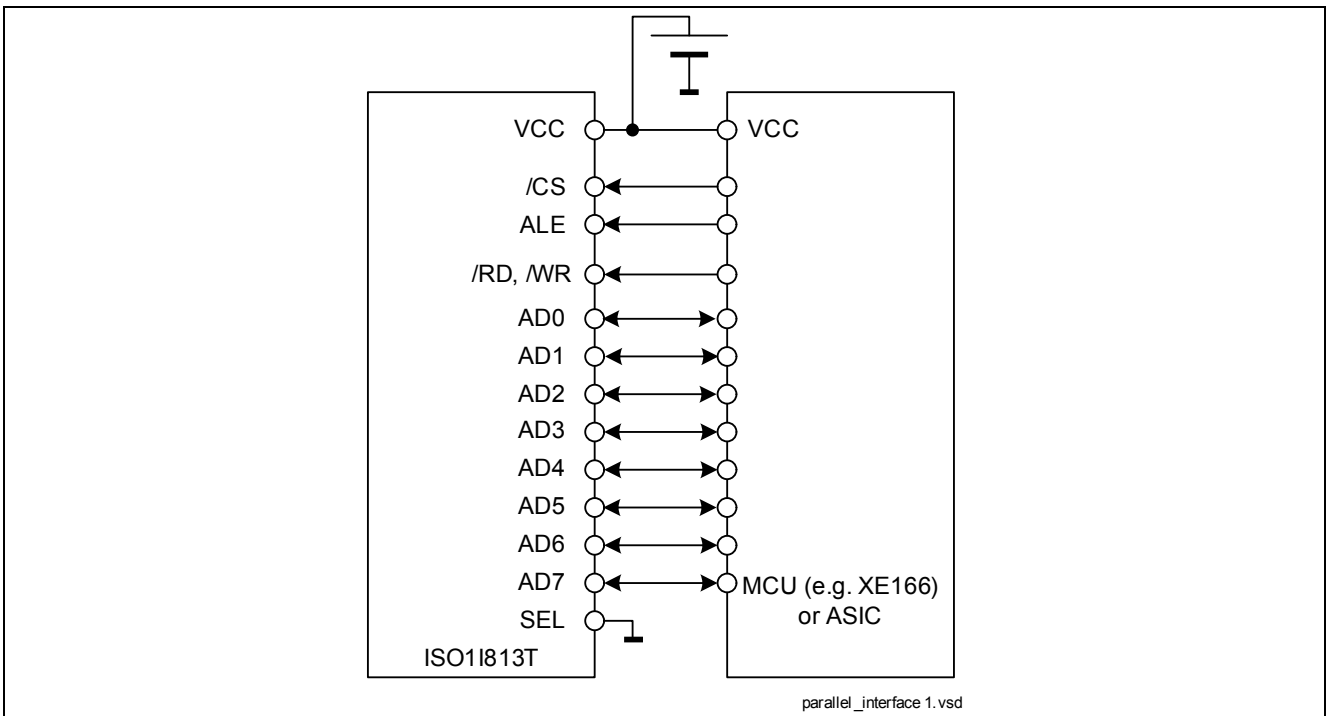 VCC VCC
/CS
ALE
/RD, /WR
AD0
AD1
AD2
AD3
AD4
AD5
AD6
AD7 MCU (e.g. XE166)
or ASIC
SEL
ISO1I813T
parallel_interface 1.vsd